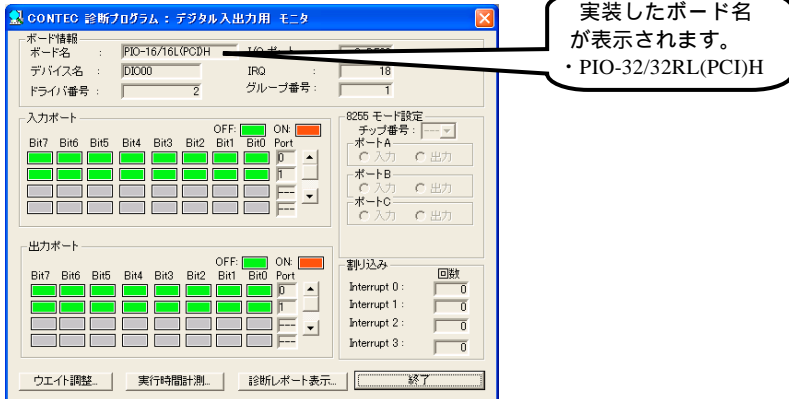 CONTEC 診断プログラム : デジタル入出力用 モニタ
実装したボード名
が表示されます。
・PIO-32/32RL(PCI)H
ボード情報
ボード名 : PIO-16/16L(PCI)H
デバイス名 : DIO00 IRQ : 18
ドライバ番号 : 2 グループ番号 : 1
入力ポート
OFF: ON:
Bit7 Bit6 Bit5 Bit4 Bit3 Bit2 Bit1 Bit0 Port
0
1
---
---
8255 モード設定
チップ番号 : ---
ポートA
入力 出力
ポートB
入力 出力
ポートC
入力 出力
出力ポート
OFF: ON:
Bit7 Bit6 Bit5 Bit4 Bit3 Bit2 Bit1 Bit0 Port
0
1
---
---
割り込み
回数
Interrupt 0 : 0
Interrupt 1 : 0
Interrupt 2 : 0
Interrupt 3 : 0
ウエイト調整... 実行時間計測... 診断レポート表示... 終了